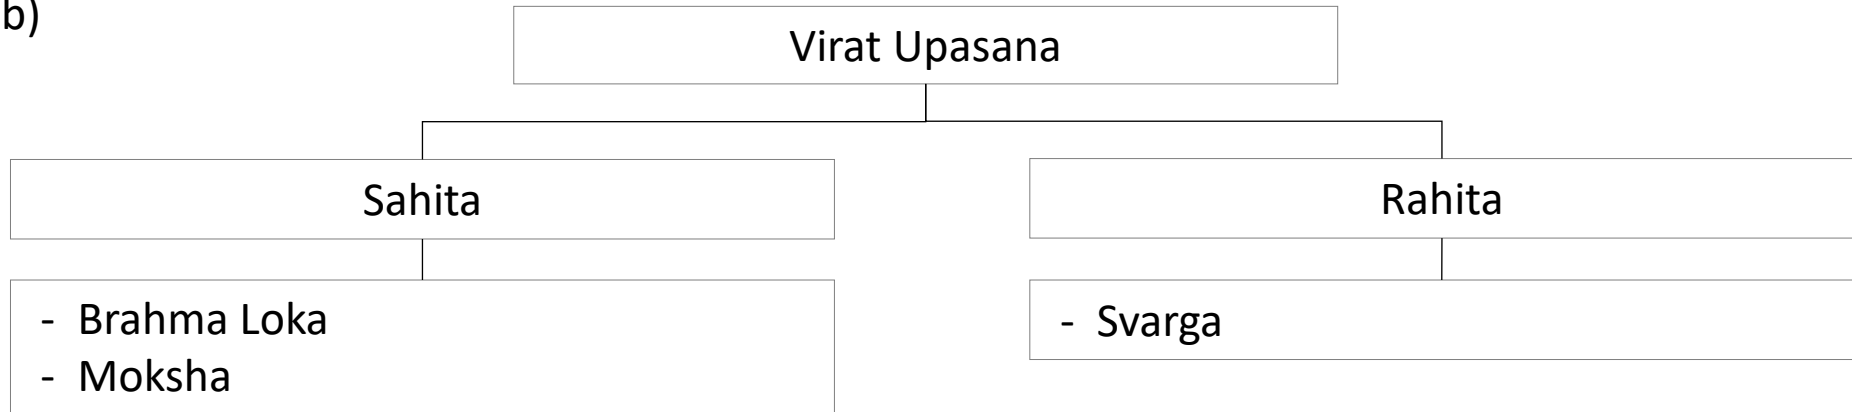 b)
Virat Upasana
Sahita
Rahita
- Brahma Loka
- Moksha
- Svarga